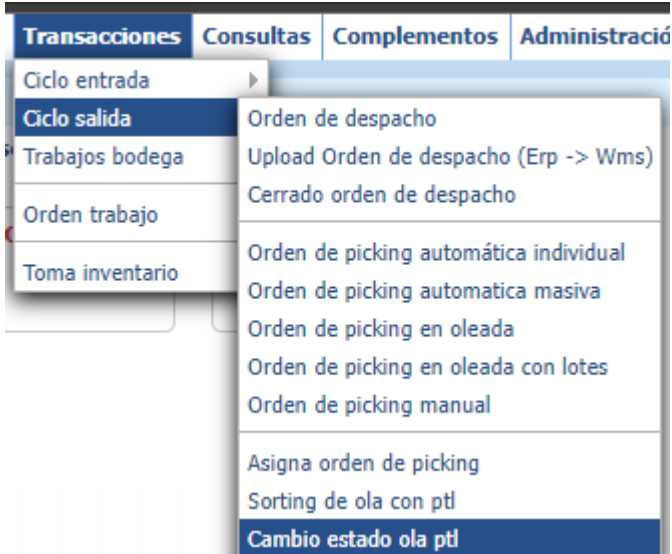 Transacciones Consultas Complementos Administració
Ciclo entrada
Ciclo salida
Trabajos bodega
Orden trabajo
Toma inventario
Orden de despacho
Upload Orden de despacho (Erp -> Wms)
Cerrado orden de despacho
Orden de picking automática individual
Orden de picking automatica masiva
Orden de picking en oleada
Orden de picking en oleada con lotes
Orden de picking manual
Asigna orden de picking
Sorting de ola con ptl
Cambio estado ola ptl